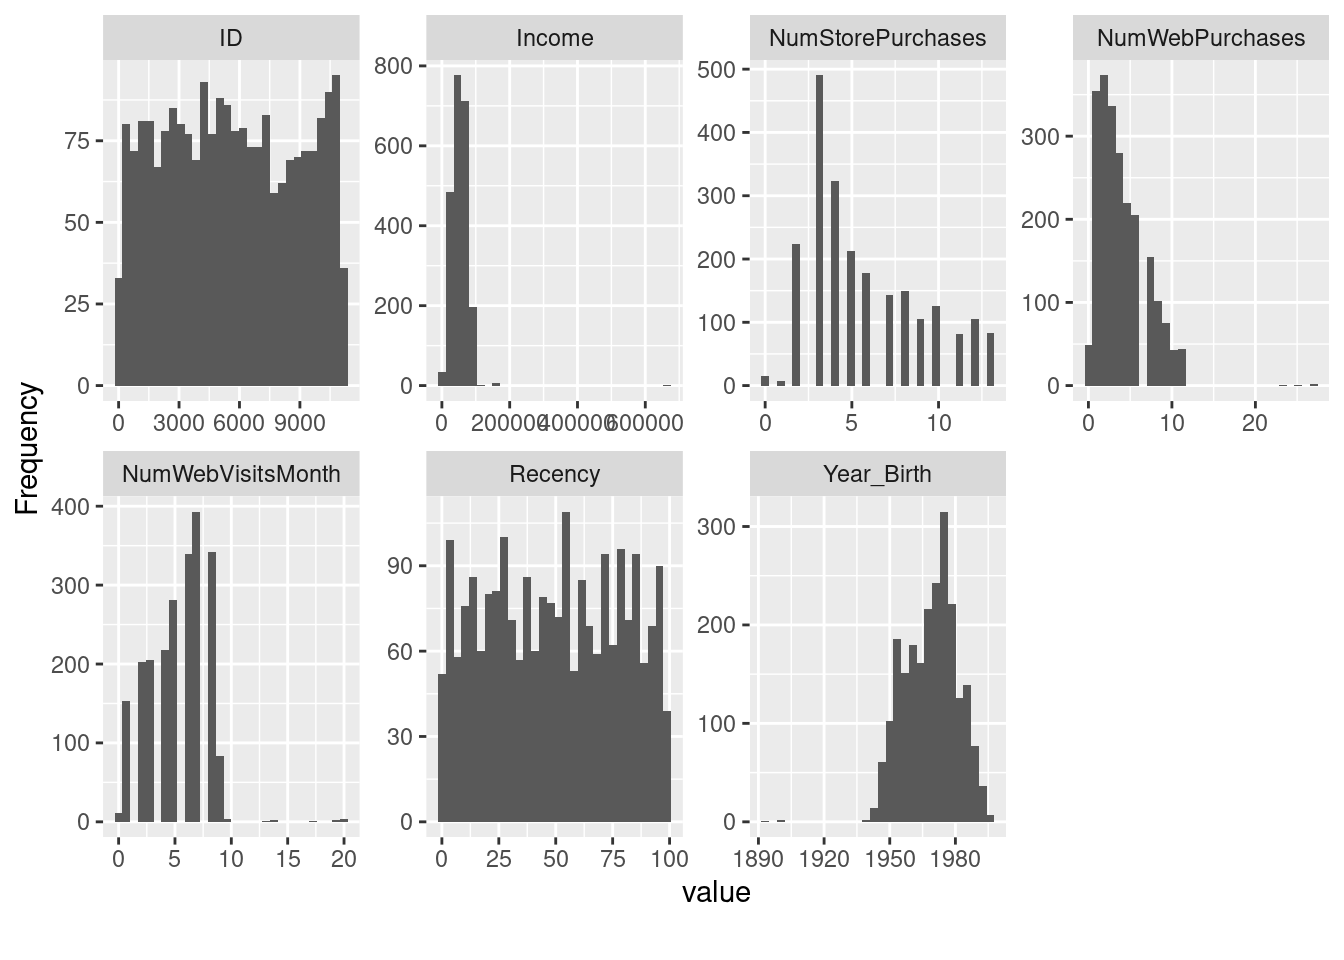 ID
Income
NumStorePurchases
NumWebPurchases
75
50
25
0
0 3000 6000 9000
800
600
400
200
0
0 200000 400000 600000
500
400
300
200
100
0
0 5 10
300
200
100
0
0 10 20
Frequency
NumWebVisitsMonth
Recency
Year_Birth
400
300
200
100
0
0 5 10 15 20
90
60
30
0
0 25 50 75 100
300
200
100
0
1890 1920 1950 1980
value